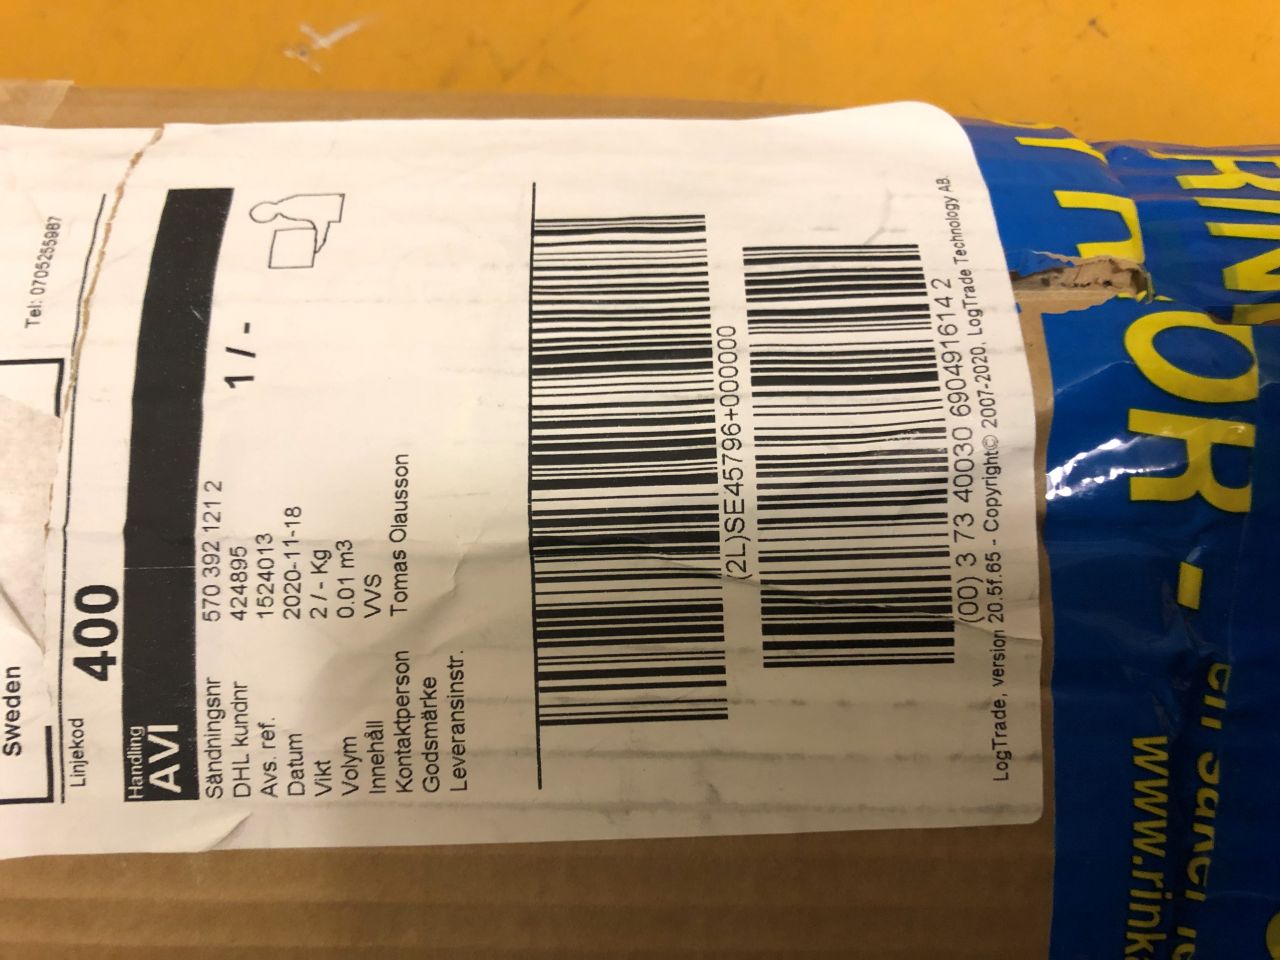 Sweden
Tel: 0705255987
Linjekod
400
Handling
AVI
Sändningsnr 570 392 121 2
1 / -
DHL kundnr 424895
Avs. ref. 1524013
Datum 2020-11-18
Vikt 2 / - Kg
Volym 0.01 m3
Innehåll VVS
Kontaktperson Tomas Olausson
Godsmärke
Leveransinstr.
(2L)SE45796+000000
(00) 3 73 40030 690491614 2
LogTrade, version 20.5f.65 - Copyright© 2007-2020, LogTrade Technology AB.
www.rink